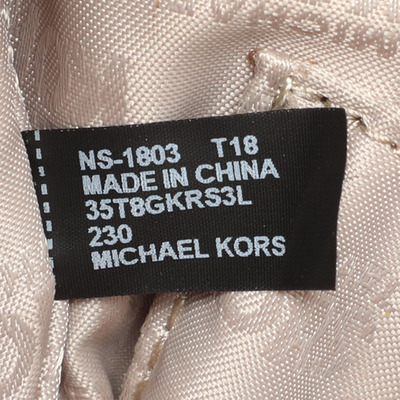 NS-1803 T18
MADE IN CHINA
35T8GKRS3L
230
MICHAEL KORS